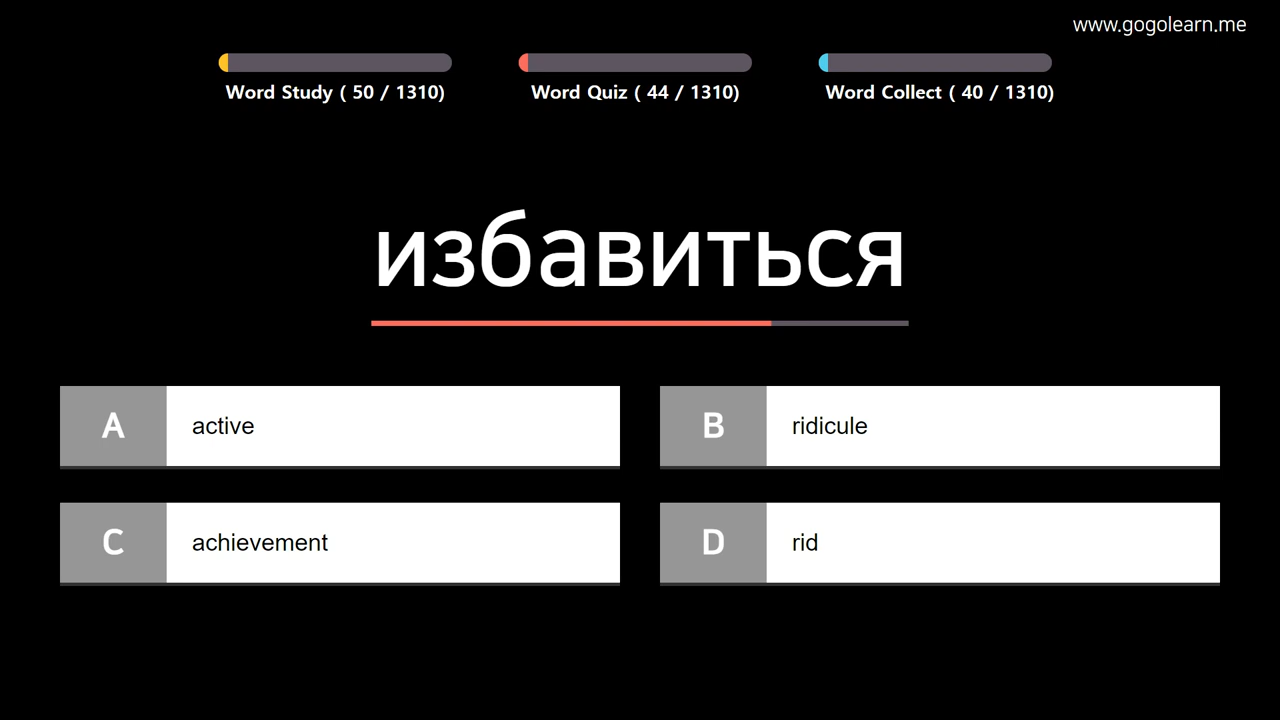 www.gogolearn.me
Word Study ( 50 / 1310)
Word Quiz ( 44 / 1310)
Word Collect ( 40 / 1310)
избавиться
A active
B ridicule
C achievement
D rid